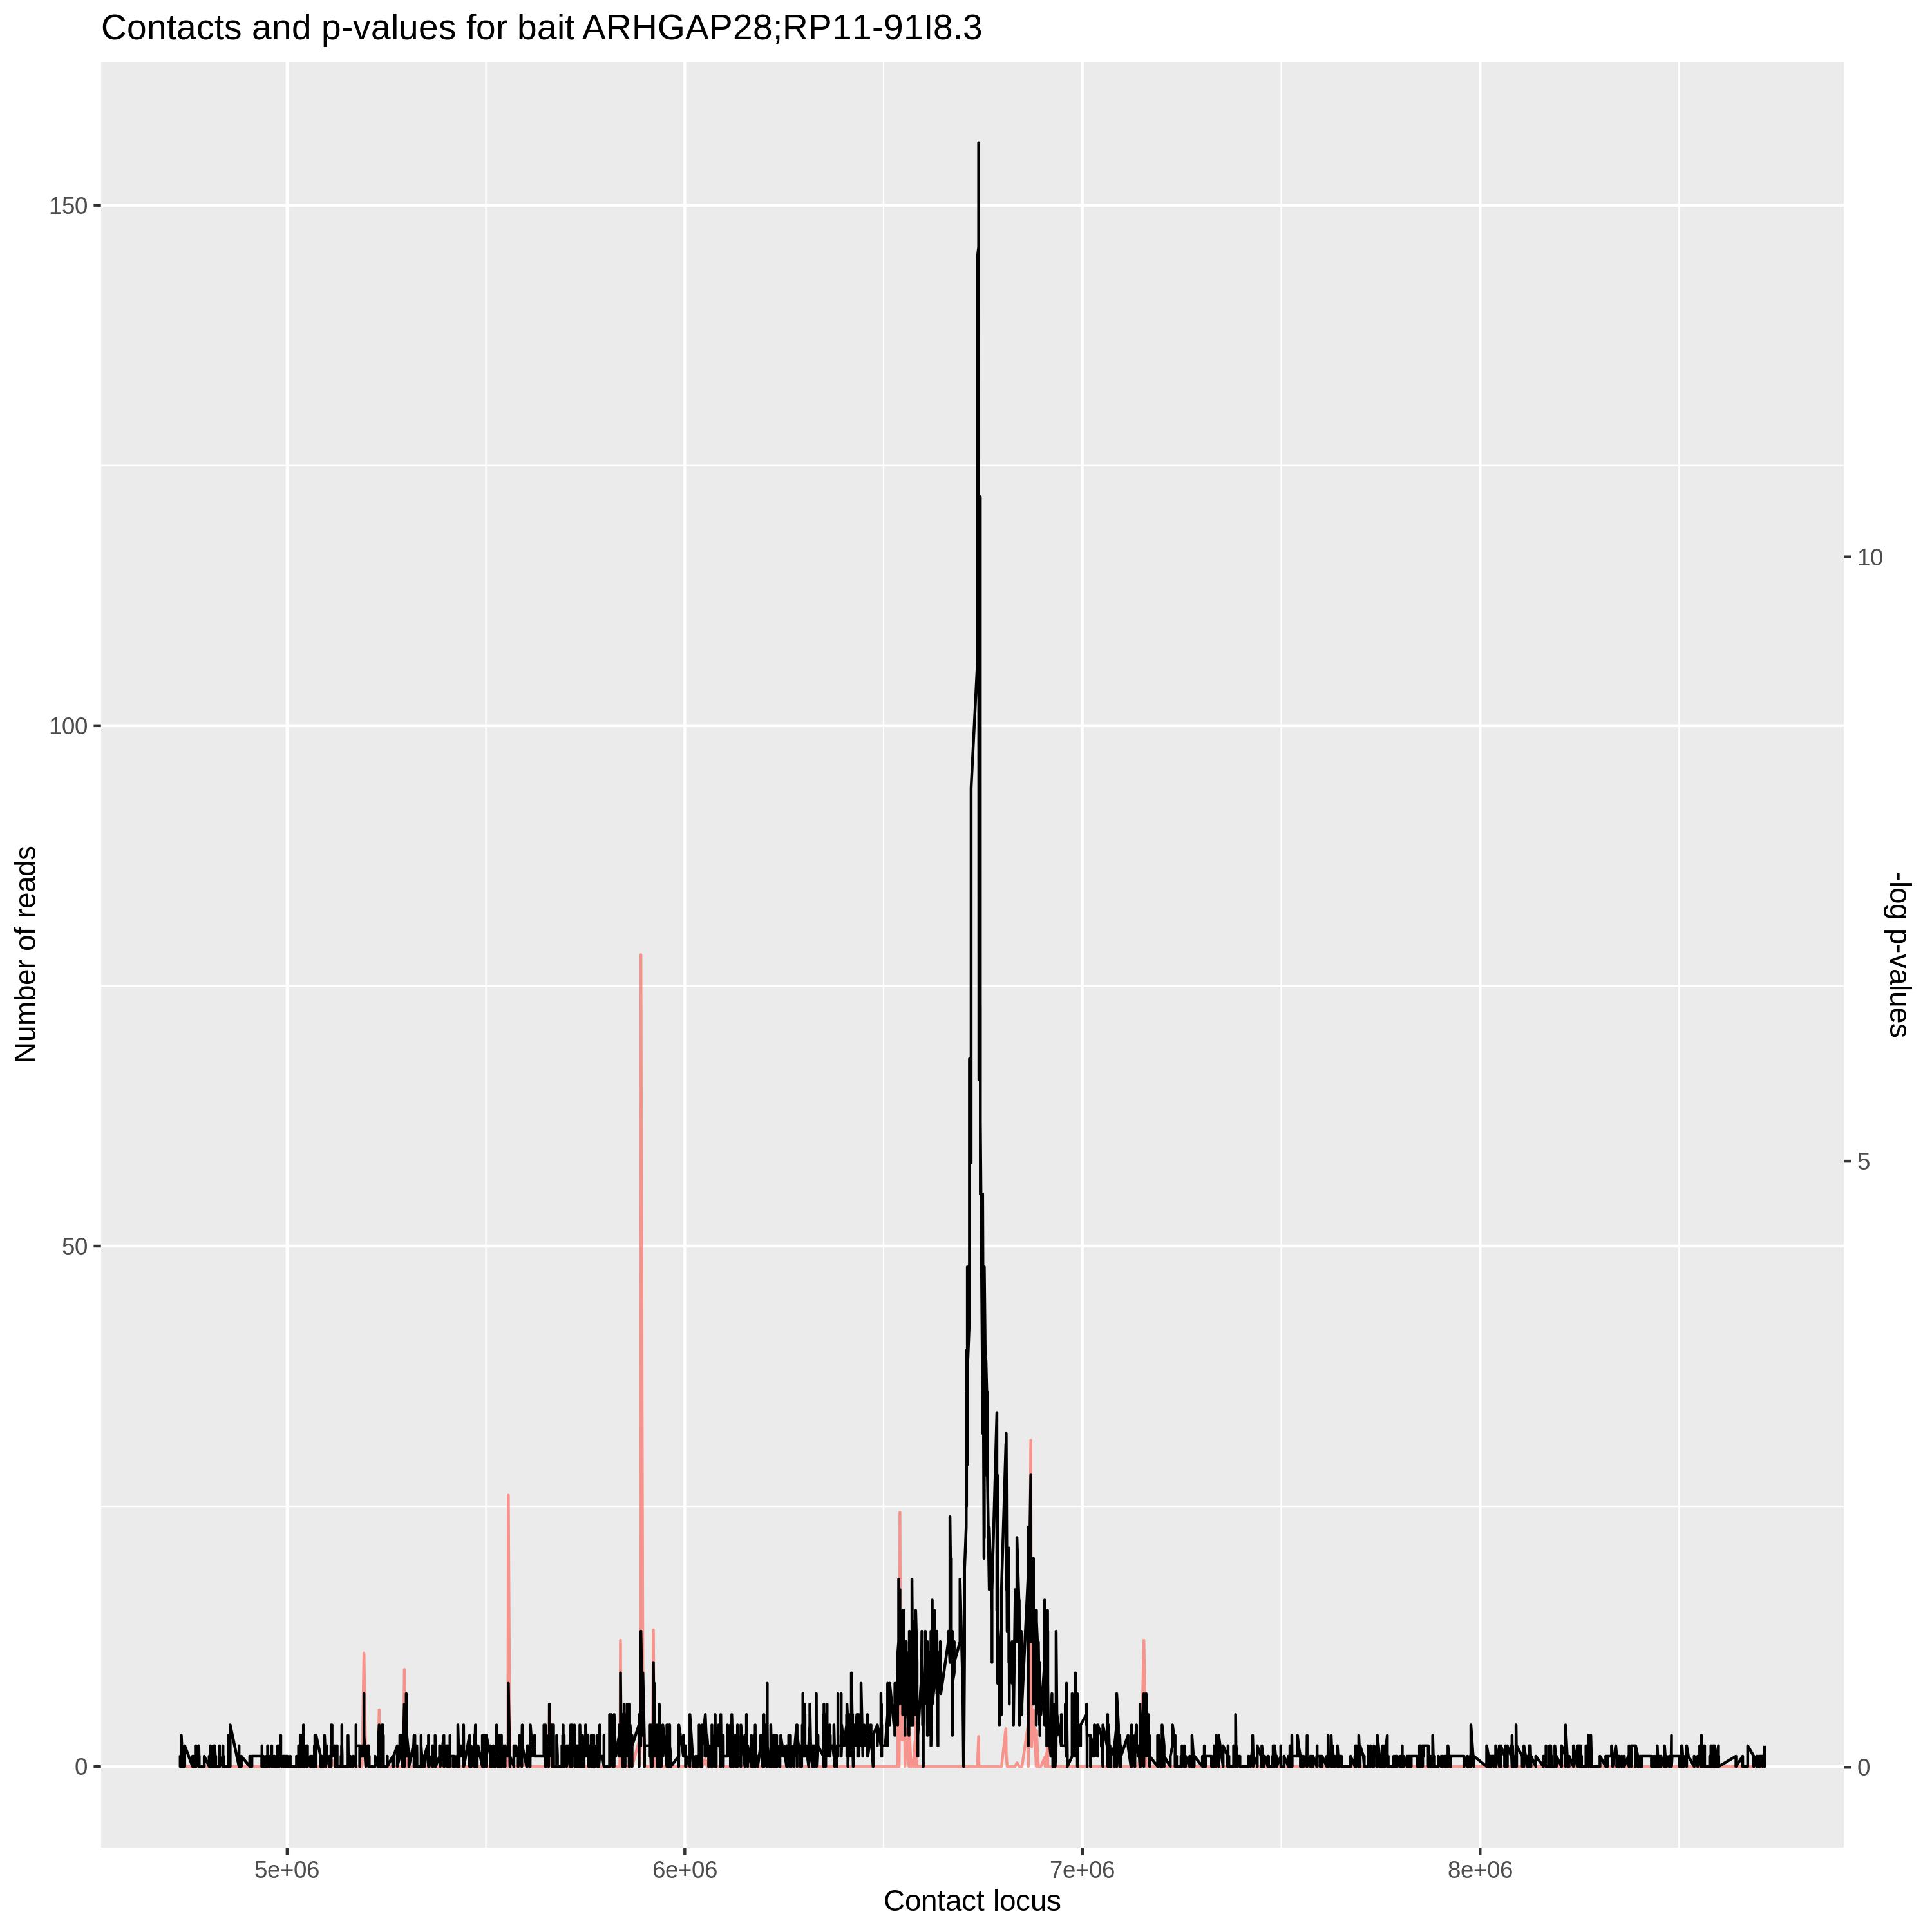 Contacts and p-values for bait ARHGAP28;RP11-91I8.3
150
100
50
0
Number of reads
10
5
0
-log p-values
5e+06
6e+06
7e+06
8e+06
Contact locus